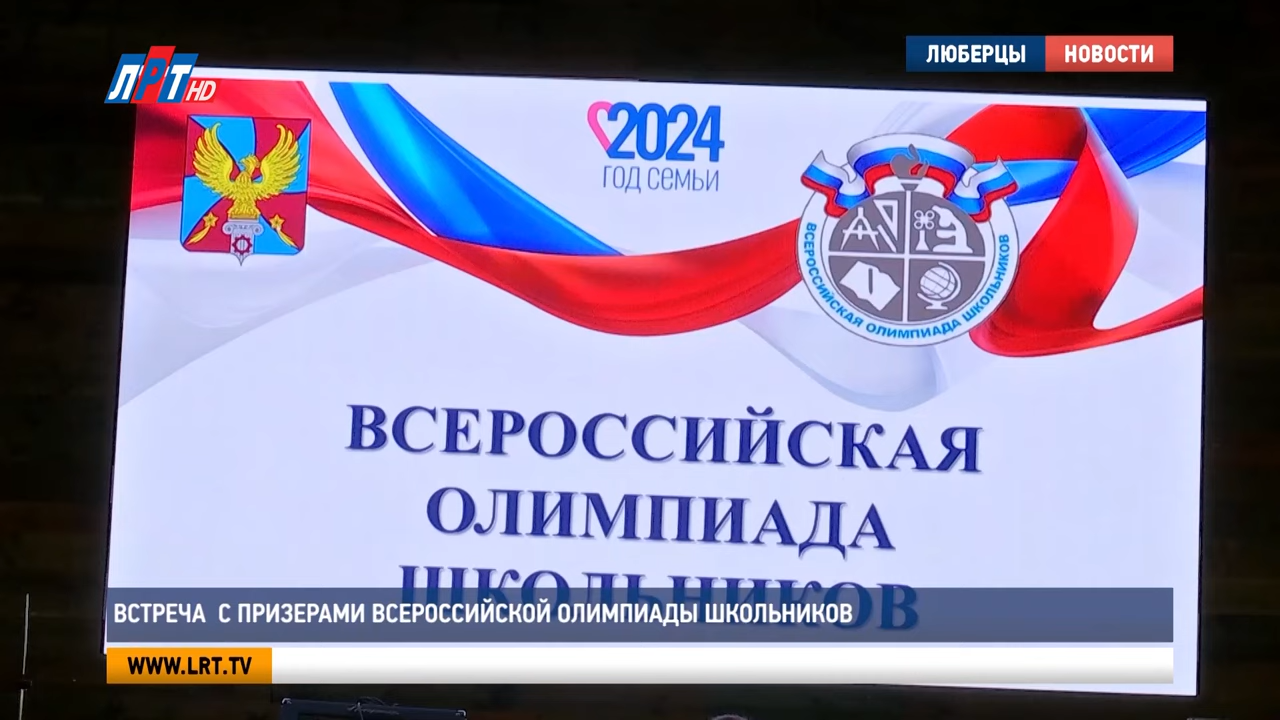 ЛРТ HD
ЛЮБЕРЦЫ НОВОСТИ
2024
ГОД СЕМЬИ
ВСЕРОССИЙСКАЯ ОЛИМПИАДА ШКОЛЬНИКОВ
ВСЕРОССИЙСКАЯ
ОЛИМПИАДА
ШКОЛЬНИКОВ
ВСТРЕЧА С ПРИЗЕРАМИ ВСЕРОССИЙСКОЙ ОЛИМПИАДЫ ШКОЛЬНИКОВ
WWW.LRT.TV